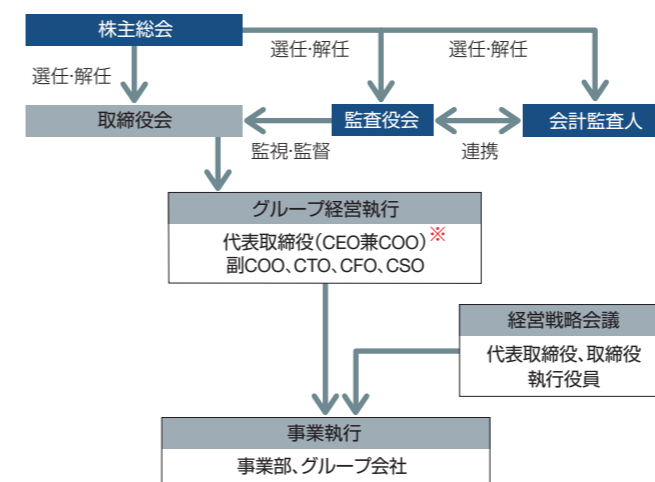 株主総会
選任・解任
選任・解任
選任・解任
取締役会
監査役会
会計監査人
監視・監督
連携
グループ経営執行
代表取締役（CEO兼COO）※
副COO、CTO、CFO、CSO
経営戦略会議
代表取締役、取締役
執行役員
事業執行
事業部、グループ会社